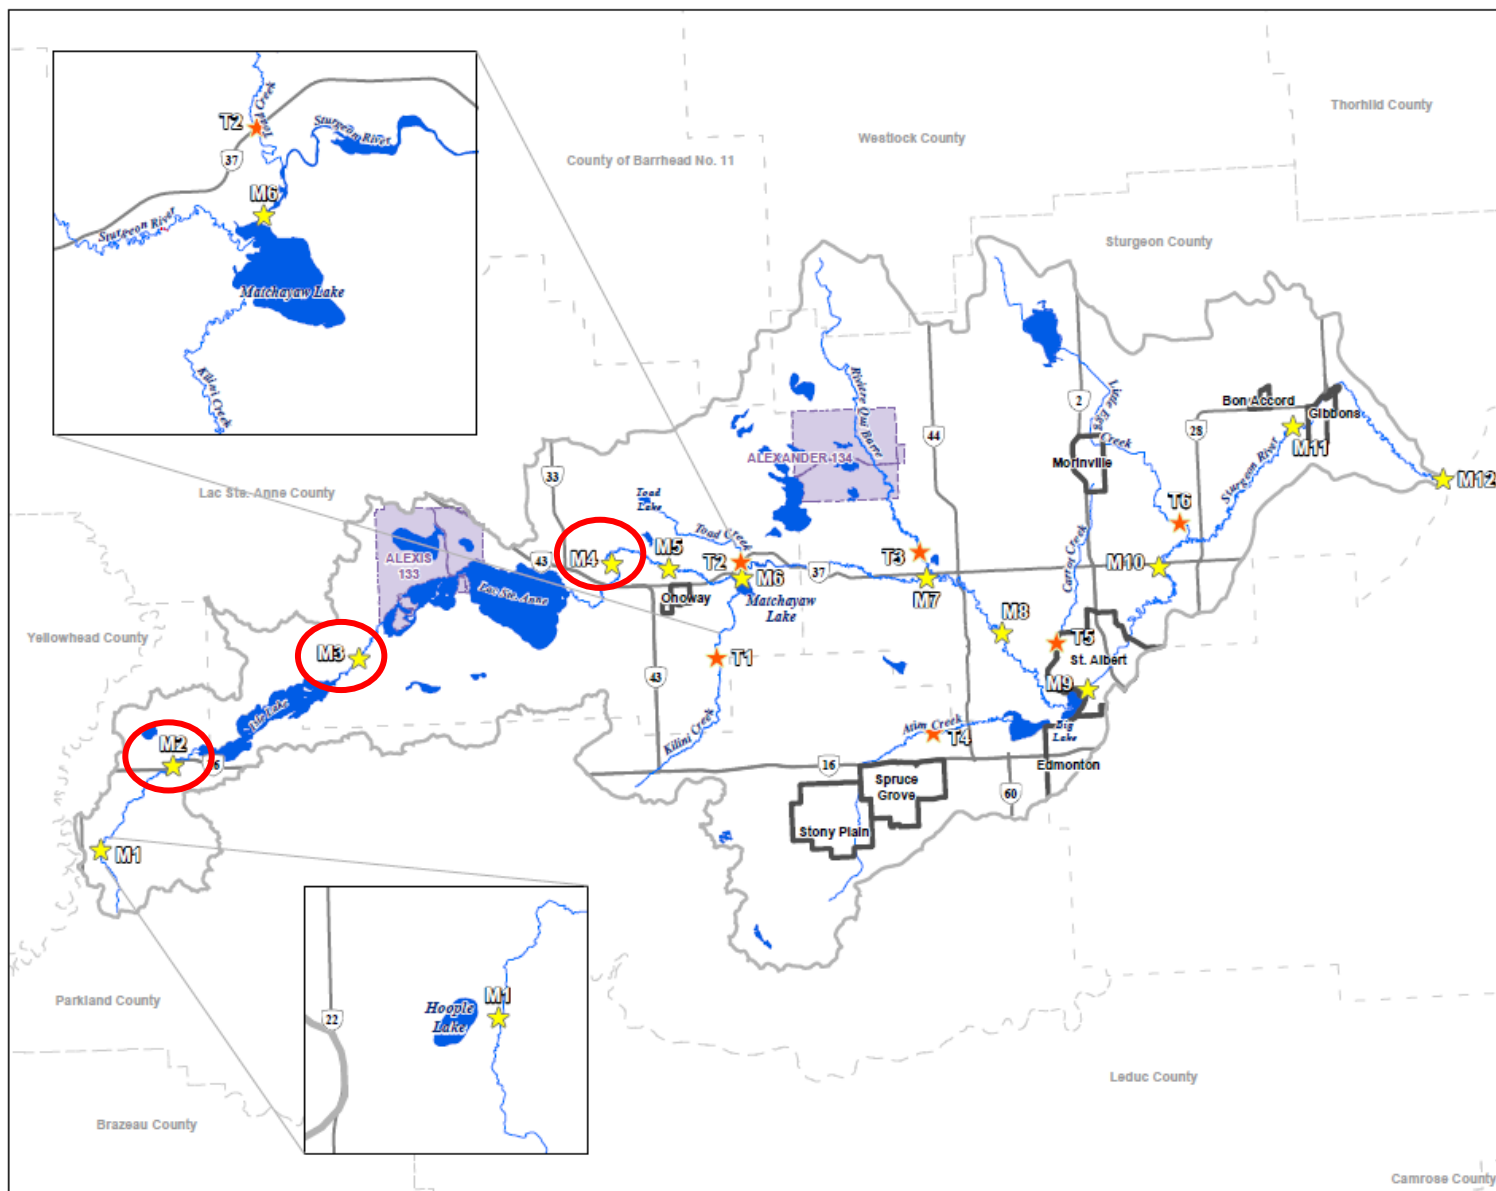 Thorhild County
Westlock County
County of Barrhead No. 11
Sturgeon County
Lac Ste. Anne County
Yellowhead County
Parkland County
Brazeau County
Leduc County
Camrose County
T2
Toad Creek
Sturgeon River
37
M6
Sturgeon River
Matchayaw Lake
Kilini Creek
Riviere Qui Barre
Little Egg
Creek
2
Bon Accord
Gibbons
28
44
M11
ALEXANDER 134
Morinville
Sturgeon River
M12
33
Toad
Lake
Toad Creek
T6
ALEXIS
133
43
M4
M5
T2
M6
37
T3
M7
M10
Lac Ste. Anne
Onoway
Matchayaw
Lake
Carrot Creek
M8
T5
St. Albert
M3
T1
43
M9
Isle Lake
Kilini Creek
Atim Creek
T4
Big
Lake
M2
16
16
Edmonton
Spruce
Grove
60
Stony Plain
M1
22
Hoople
Lake
M1